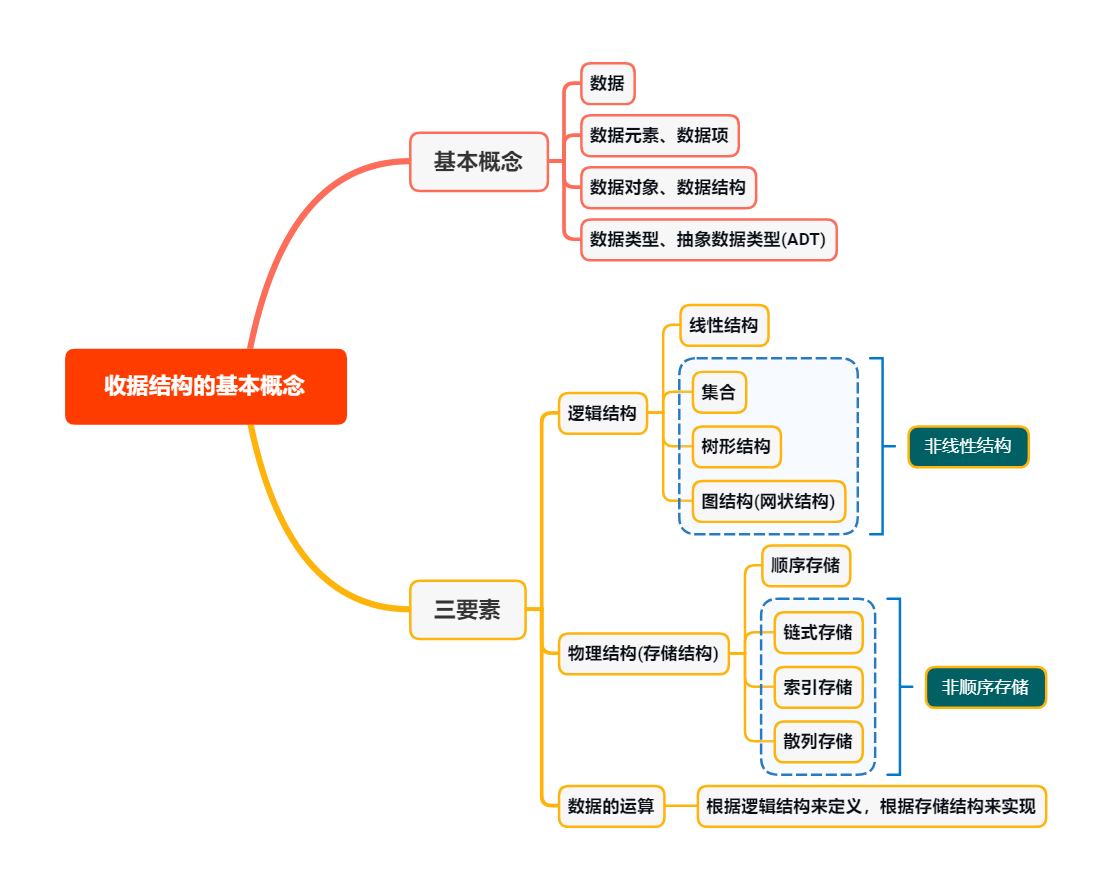 收据结构的基本概念
基本概念
数据
数据元素、数据项
数据对象、数据结构
数据类型、抽象数据类型(ADT)
三要素
逻辑结构
线性结构
集合
树形结构
图结构(网状结构)
非线性结构
物理结构(存储结构)
顺序存储
链式存储
索引存储
散列存储
非顺序存储
数据的运算
根据逻辑结构来定义，根据存储结构来实现